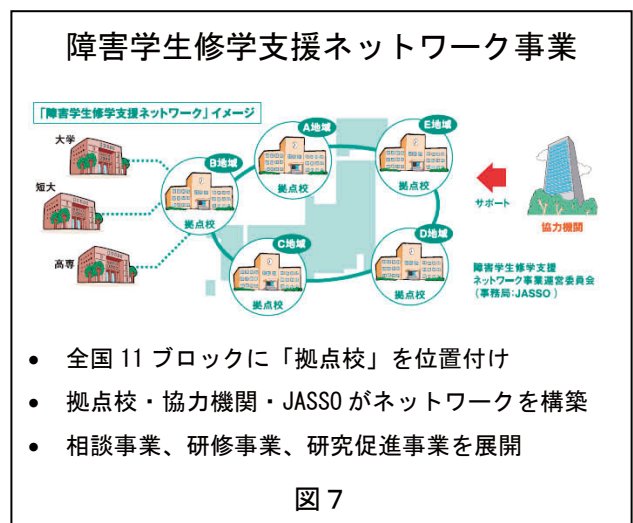 障害学生修学支援ネットワーク事業
「障害学生修学支援ネットワーク」イメージ
大学
短大
高専
B地域
拠点校
A地域
拠点校
E地域
拠点校
C地域
拠点校
D地域
拠点校
サポート
協力機関
障害学生修学支援
ネットワーク事業運営委員会
(事務局:JASSO)
• 全国 11 ブロックに「拠点校」を位置付け
• 拠点校・協力機関・JASSO がネットワークを構築
• 相談事業、研修事業、研究促進事業を展開
図７